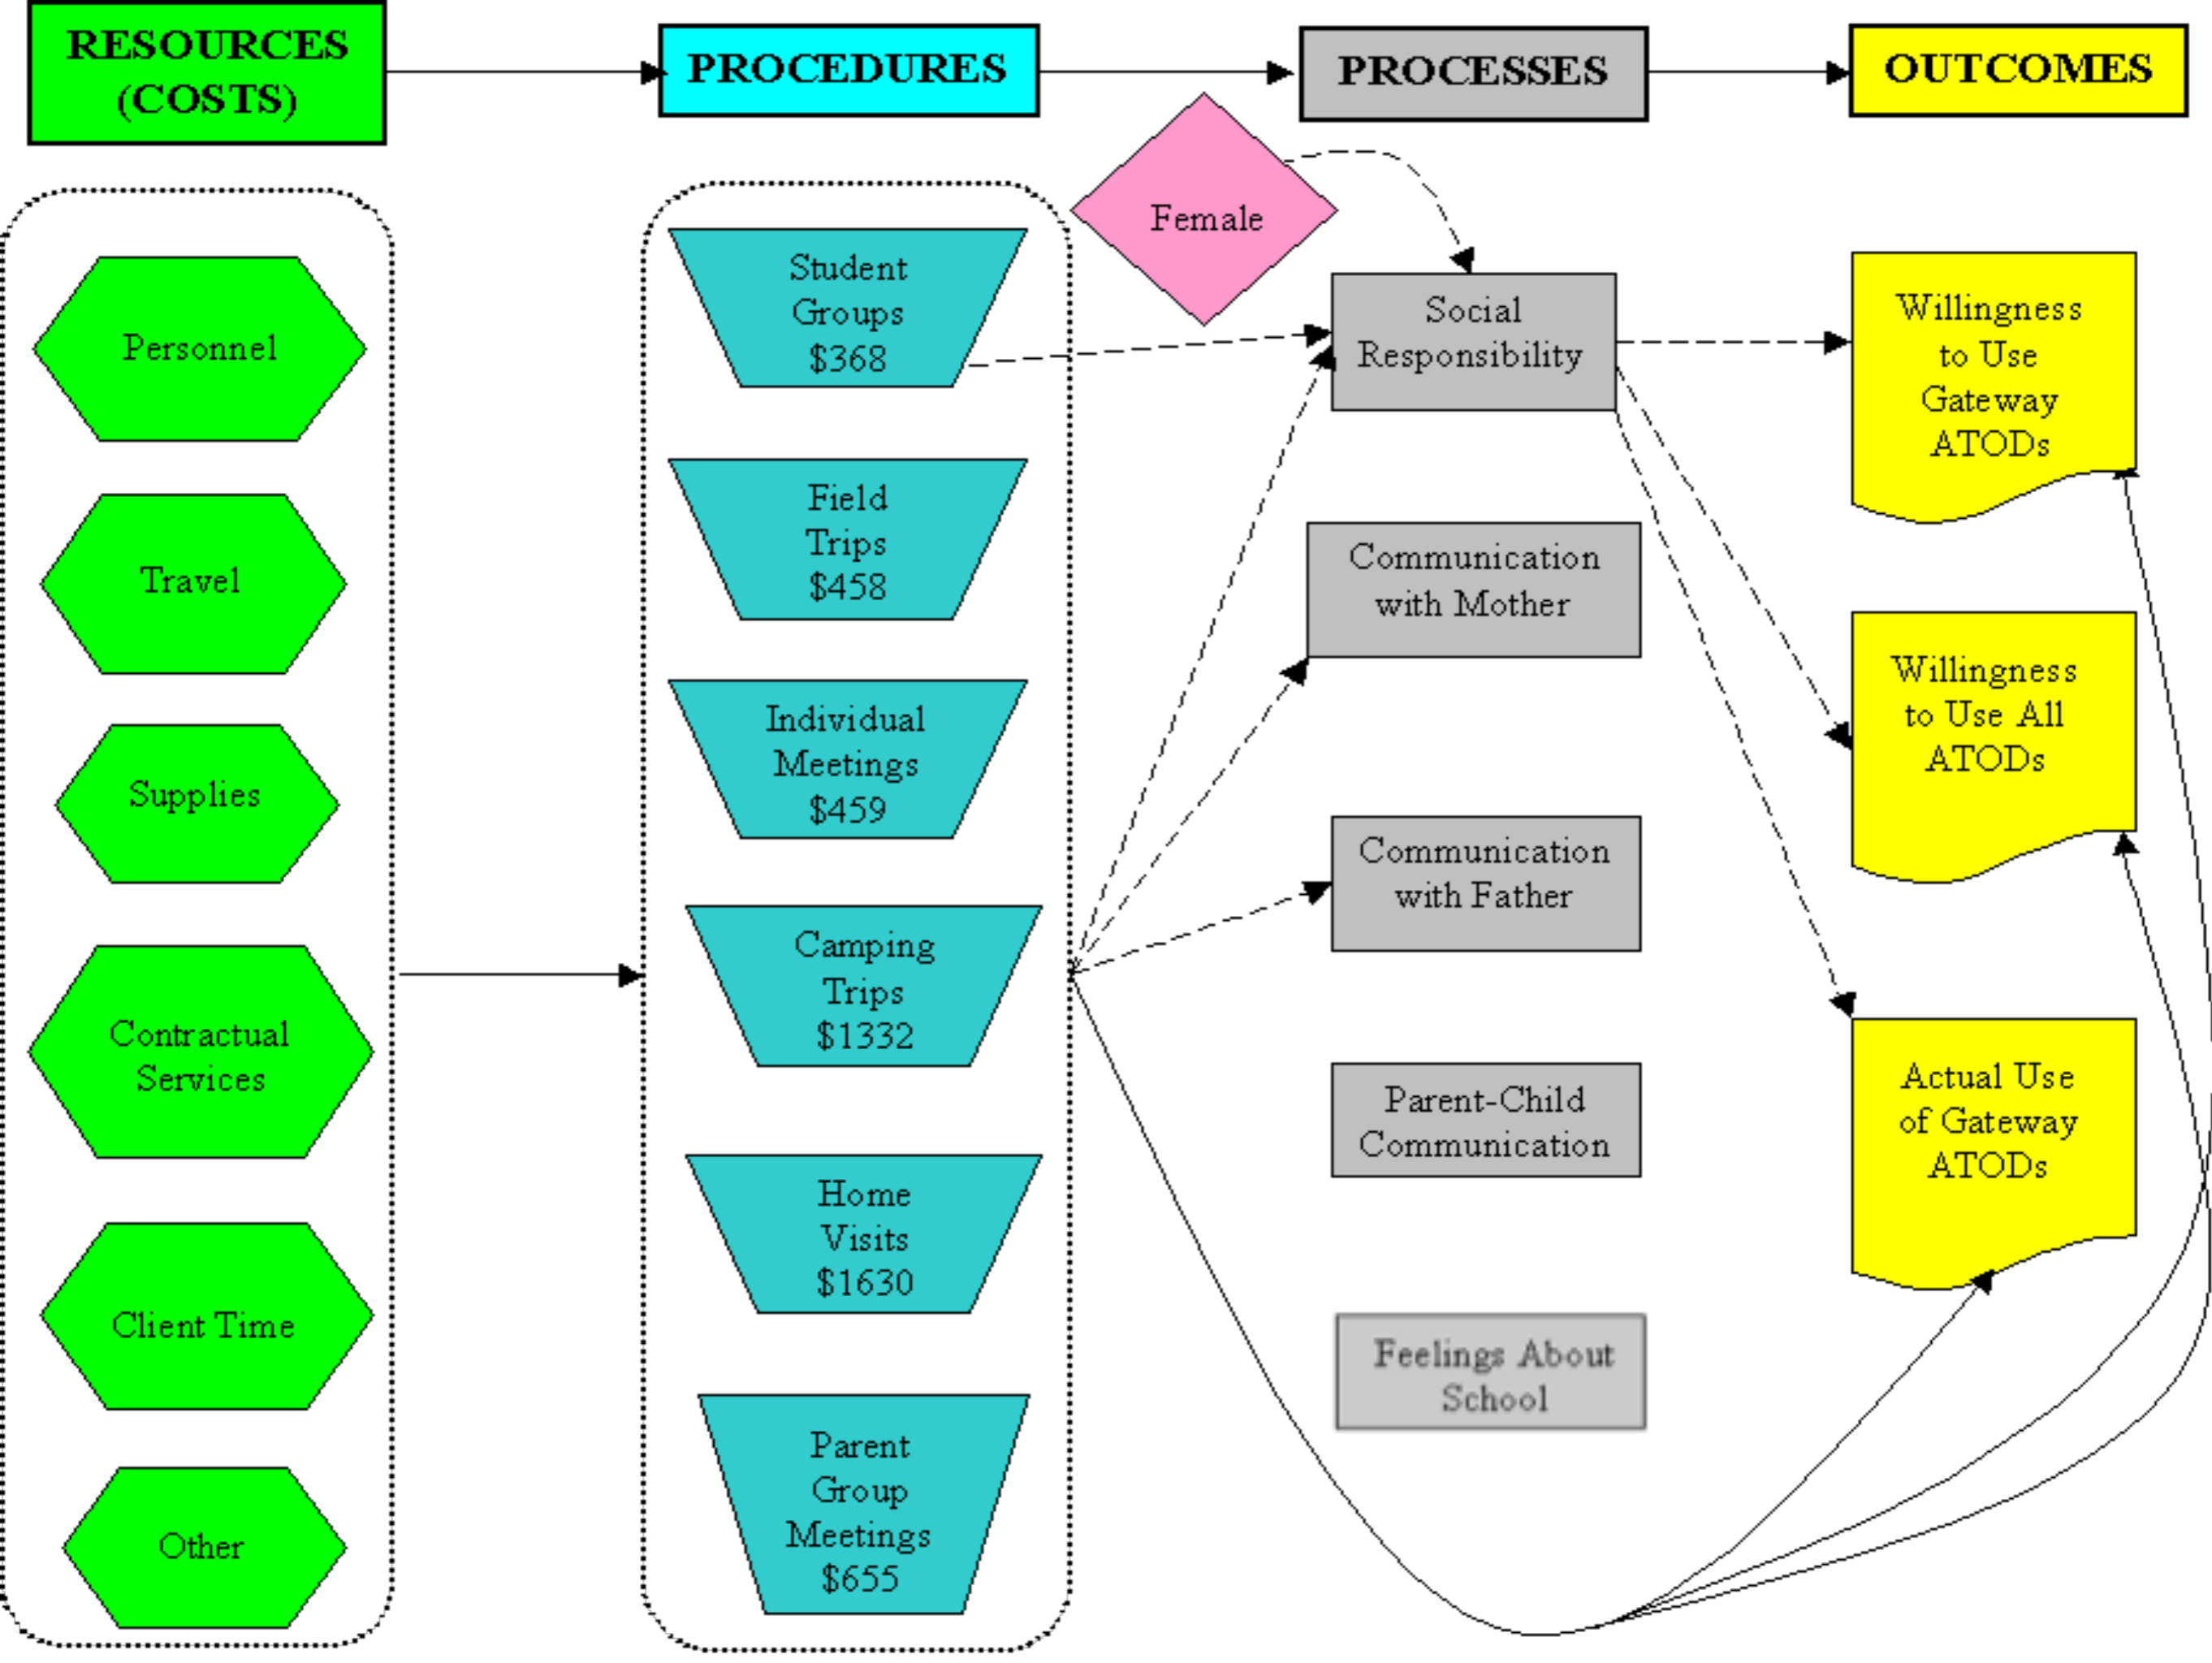 RESOURCES
(COSTS)
PROCEDURES
PROCESSES
OUTCOMES
Personnel
Travel
Supplies
Contractual
Services
Client Time
Other
Student
Groups
$368
Field
Trips
$458
Individual
Meetings
$459
Camping
Trips
$1332
Home
Visits
$1630
Parent
Group
Meetings
$655
Female
Social
Responsibility
Communication
with Mother
Communication
with Father
Parent-Child
Communication
Feelings About
School
Willingness
to Use
Gateway
ATODs
Willingness
to Use All
ATODs
Actual Use
of Gateway
ATODs